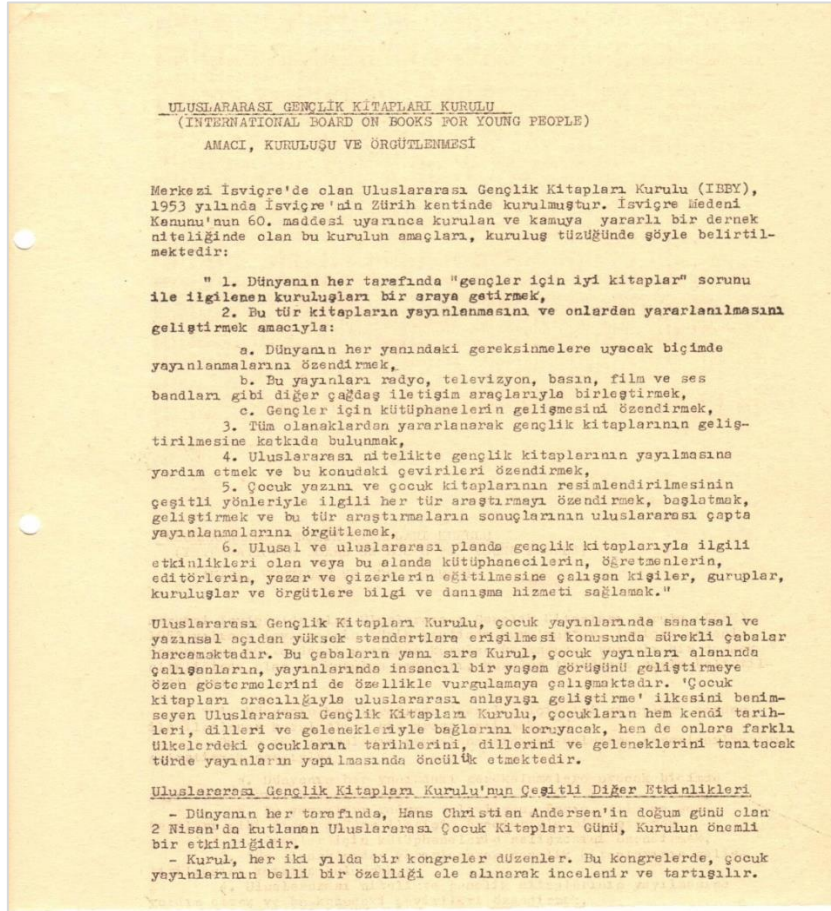 ULUSLARARASI GENÇLİK KİTAPLARI KURULU
(INTERNATIONAL BOARD ON BOOKS FOR YOUNG PEOPLE)
AMACI, KURULUŞU VE ÖRGÜTLENMESİ
Merkezi İsviçre'de olan Uluslararası Gençlik Kitapları Kurulu (IBBY),
1953 yılında İsviçre'nin Zürih kentinde kurulmuştur. İsviçre Medeni
Kanunu'nun 60. maddesi uyarınca kurulan ve kamuya yararlı bir dernek
niteliğinde olan bu kurulun amaçları, kuruluş tüzüğünde şöyle belirtil-
mektedir:
" 1. Dünyanın her tarafında "gençler için iyi kitaplar" sorunu
ile ilgilenen kuruluşları bir araya getirmek,
2. Bu tür kitapların yayınlanmasını ve onlardan yararlanılmasını
geliştirmek amacıyla:
a. Dünyanın her yanındaki gereksinmelere uyacak biçimde
yayınlanmalarını özendirmek,
b. Bu yayınları radyo, televizyon, basın, film ve ses
bandları gibi diğer çağdaş iletişim araçlarıyla birleştirmek,
c. Gençler için kütüphanelerin gelişmesini özendirmek,
3. Tüm olanaklardan yararlanarak gençlik kitaplarının geliş-
tirilmesine katkıda bulunmak,
4. Uluslararası nitelikte gençlik kitaplarının yayılmasına
yardım etmek ve bu konudaki çevirileri özendirmek,
5. Çocuk yazını ve çocuk kitaplarının resimlendirilmesinin
çeşitli yönleriyle ilgili her tür araştırmayı özendirmek, başlatmak,
geliştirmek ve bu tür araştırmaların sonuçlarının uluslararası çapta
yayınlanmalarını örgütlemek,
6. Ulusal ve uluslararası planda gençlik kitaplarıyla ilgili
etkinlikleri olan veya bu alanda kütüphanecilerin, öğretmenlerin,
editörlerin, yazar ve çizerlerin eğitilmesine çalışan kişiler, guruplar,
kuruluşlar ve örgütlere bilgi ve danışma hizmeti sağlamak."
Uluslararası Gençlik Kitapları Kurulu, çocuk yayınlarında sanatsal ve
yazınsal açıdan yüksek standartlara erişilmesi konusunda sürekli çabalar
harcamaktadır. Bu çabaların yanı sıra Kurul, çocuk yayınları alanında
çalışanların, yayınlarında insancıl bir yaşam görüşünü geliştirmeye
özen göstermelerini de özellikle vurgulamaya çalışmaktadır. 'Çocuk
kitapları aracılığıyla uluslararası anlayışı geliştirme' ilkesini benim-
seyen Uluslararası Gençlik Kitapları Kurulu, çocukların hem kendi tarih-
leri, dilleri ve gelenekleriyle bağlarını koruyacak, hem de onlara farklı
ülkelerdeki çocukların tarihlerini, dillerini ve geleneklerini tanıtacak
türde yayınların yapılmasında öncülük etmektedir.
Uluslararası Gençlik Kitapları Kurulu'nun Çeşitli Diğer Etkinlikleri
- Dünyanın her tarafında, Hans Christian Andersen'in doğum günü olan
2 Nisan'da kutlanan Uluslararası Çocuk Kitapları Günü, Kurulun önemli
bir etkinliğidir.
- Kurul, her iki yılda bir kongreler düzenler. Bu kongrelerde, çocuk
yayınlarının belli bir özelliği ele alınarak incelenir ve tartışılır.